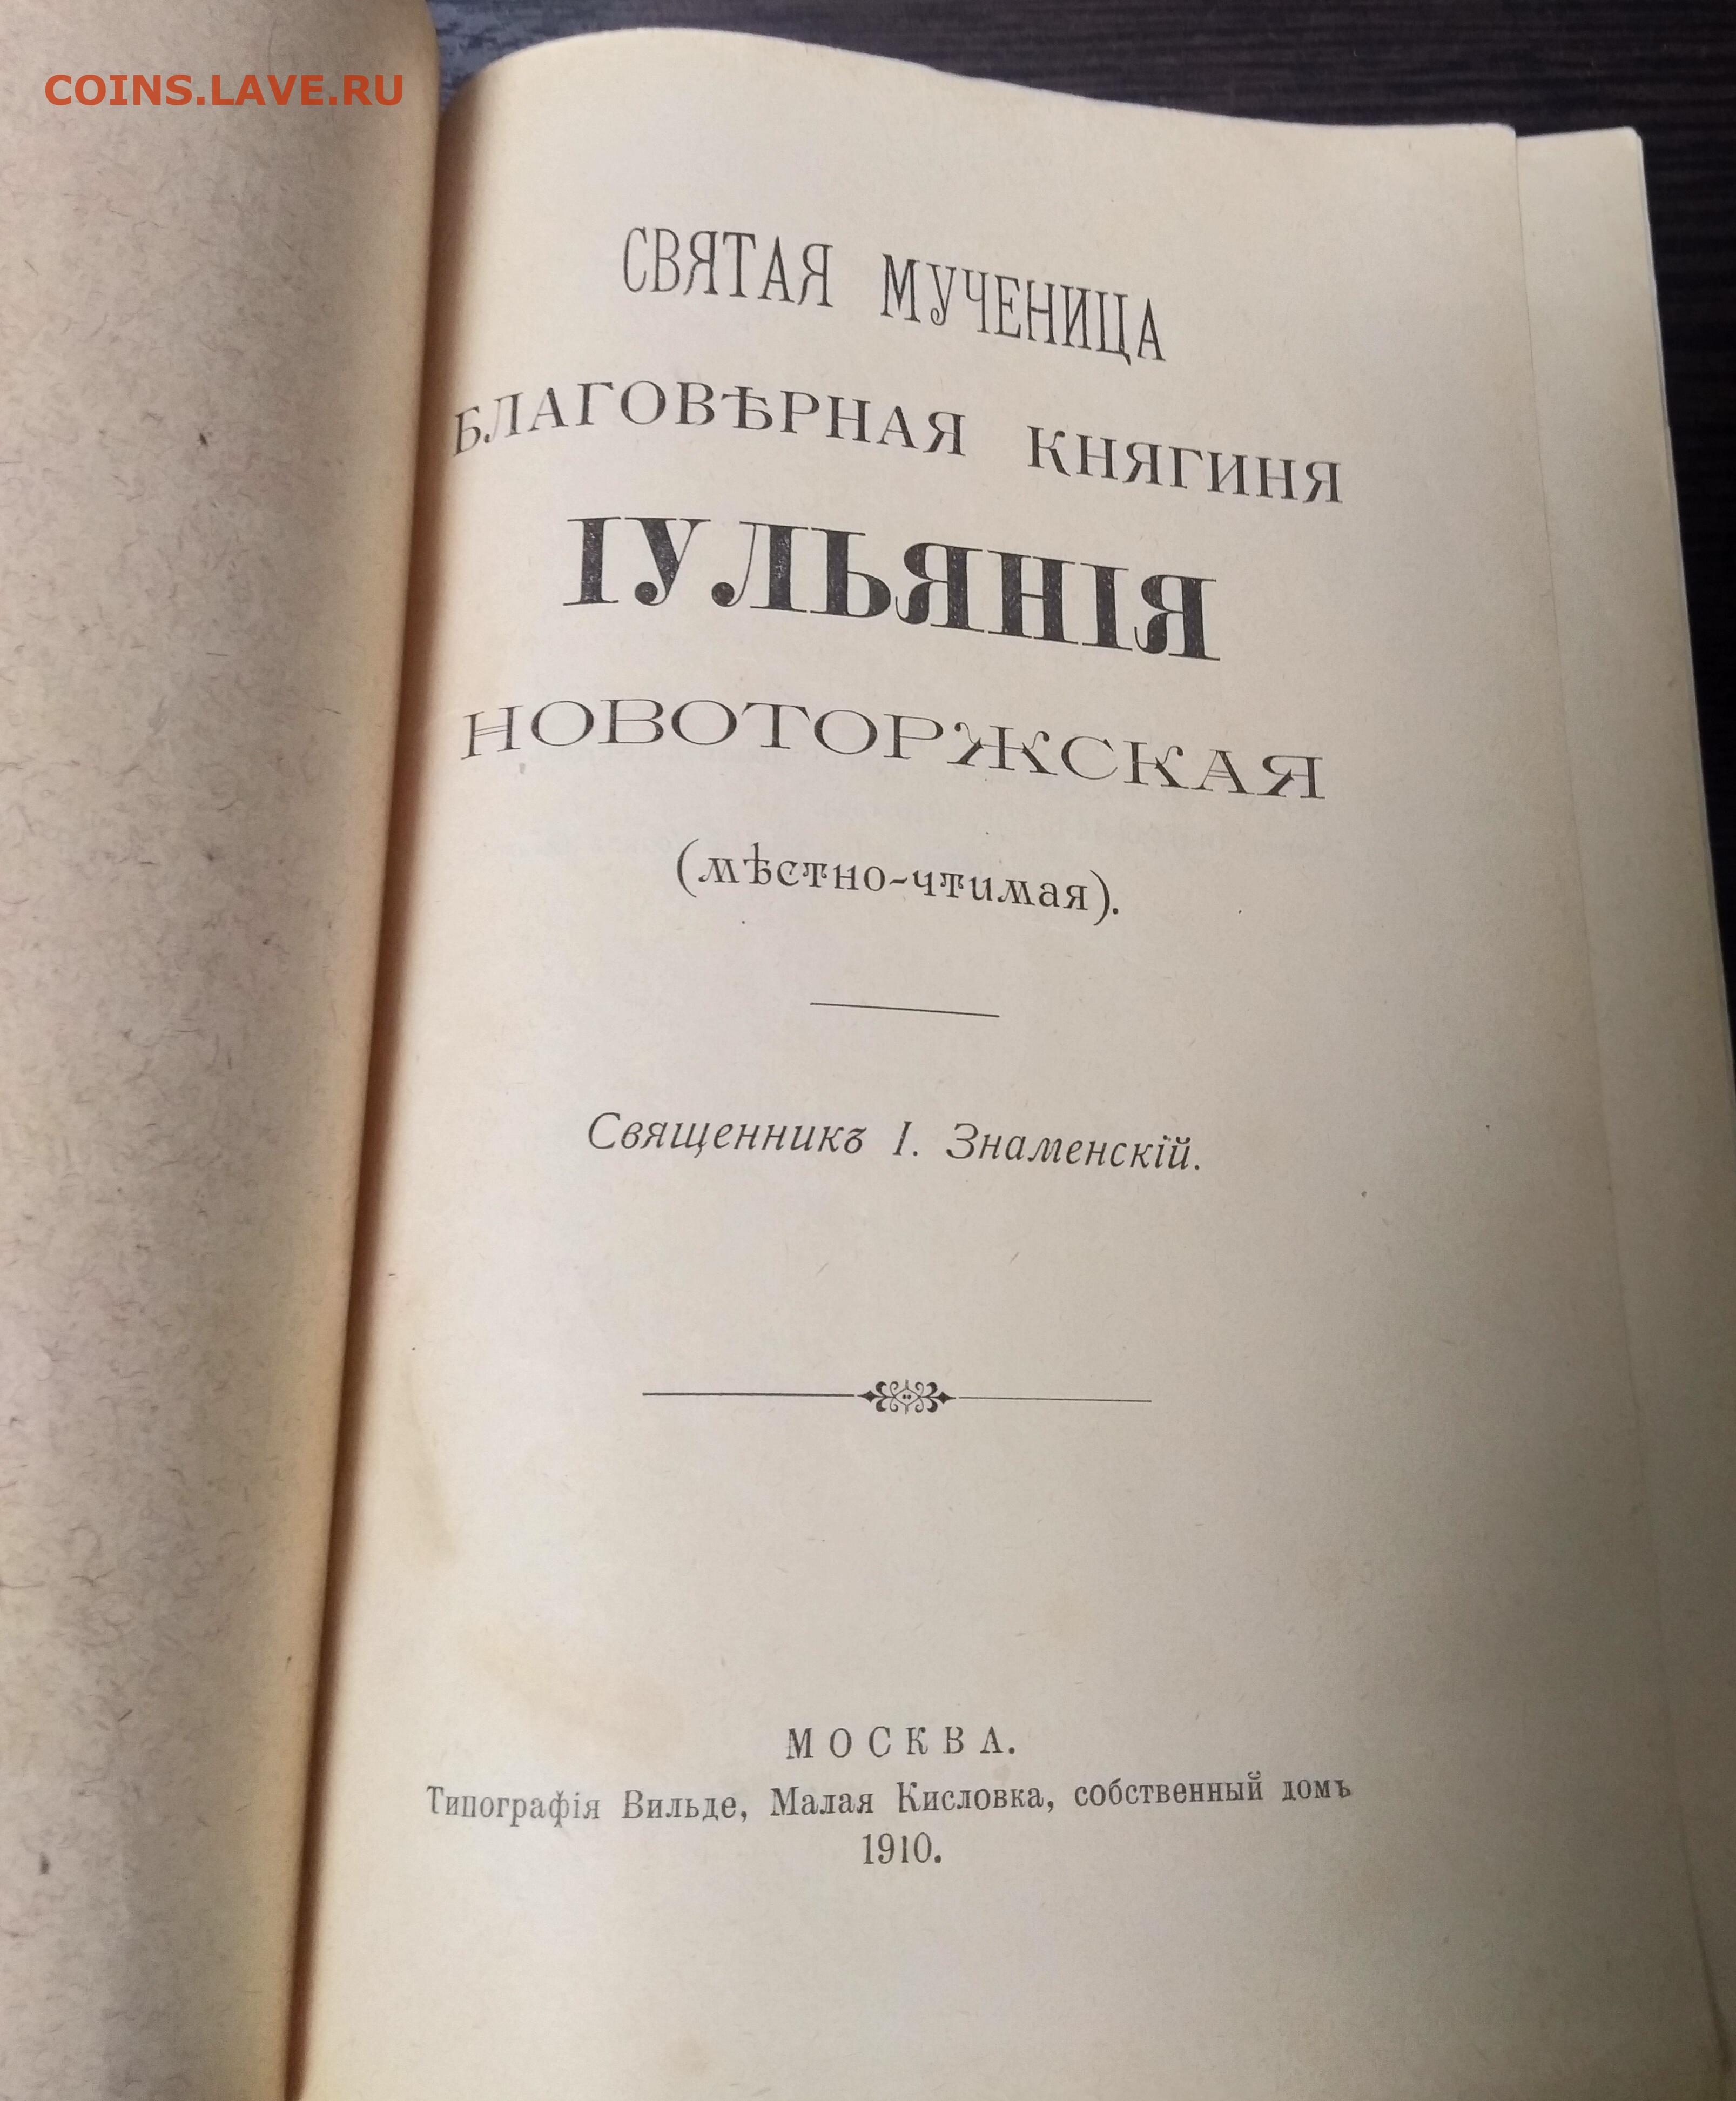 COINS.LAVE.RU
СВЯТАЯ МУЧЕНИЦА
БЛАГОВѢРНАЯ КНЯГИНЯ
ІУЛЬЯНІЯ
НОВОТОРЖСКАЯ
(мѣстно-чтимая).
Священникъ І. Знаменскій.
МОСКВА.
Типографія Вильде, Малая Кисловка, собственный домъ
1910.